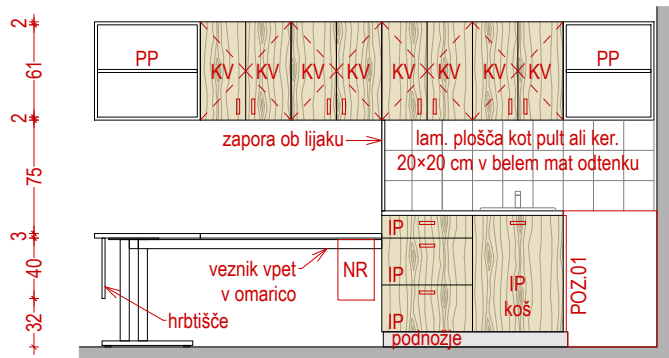 2
61
2
75
3
40
32
PP
KV KV KV KV KV KV KV KV
PP
zapora ob lijaku
lam. plošča kot pult ali ker.
20×20 cm v belem mat odtenku
IP
IP
IP
podnožje
IP
koš
NR
veznik vpet
v omarico
hrbtišče
POZ.01